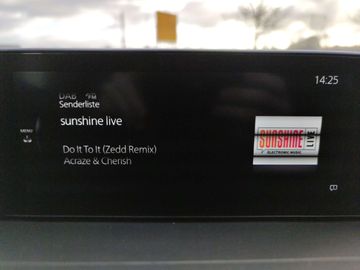 14:25
DAB
Senderliste
MENU
sunshine live
Do It To It (Zedd Remix)
Acraze & Cherish
SUNSHINE LIVE
ELECTRONIC MUSIC